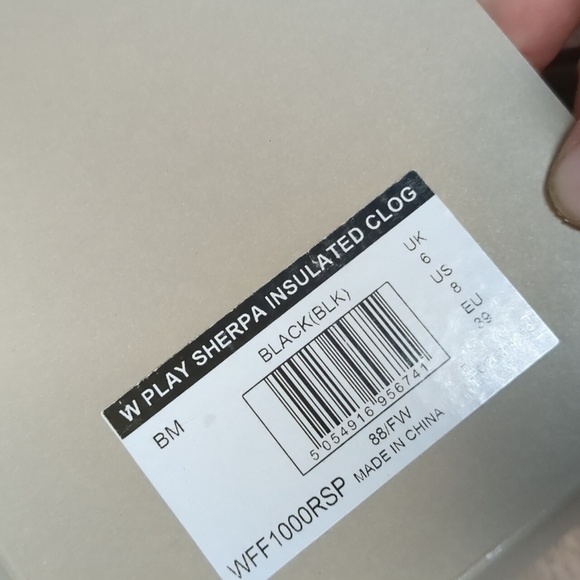 W PLAY SHERPA INSULATED CLOG
BM
BLACK(BLK)
UK
6
US
8
EU
39
5 054916 956741
88/FW
WFF1000RSP
MADE IN CHINA